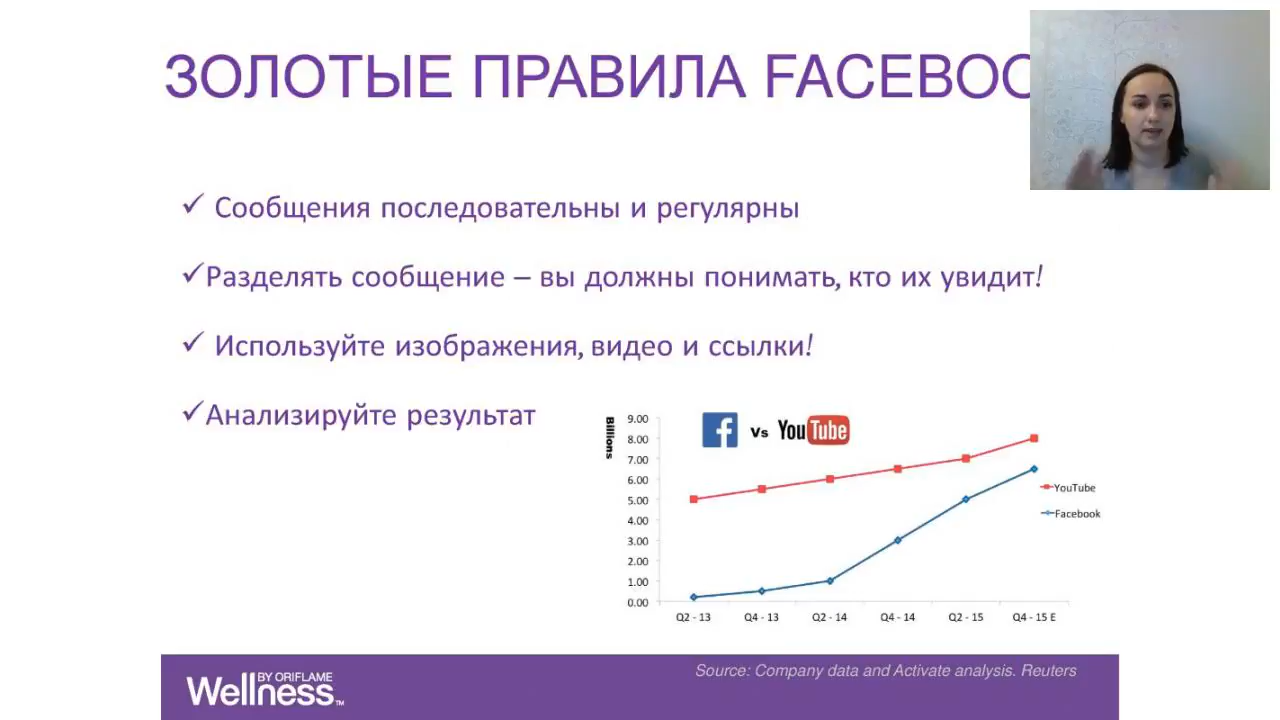 ЗОЛОТЫЕ ПРАВИЛА FACEBOO
✓ Сообщения последовательны и регулярны
✓Разделять сообщение – вы должны понимать, кто их увидит!
✓ Используйте изображения, видео и ссылки!
✓Анализируйте результат
Billions
f vs YouTube
9.00
8.00
7.00
6.00
5.00
4.00
3.00
2.00
1.00
0.00
YouTube
Facebook
Q2 - 13 Q4 - 13 Q2 - 14 Q4 - 14 Q2 - 15 Q4 - 15 E
Source: Company data and Activate analysis. Reuters
BY ORIFLAME
Wellness™